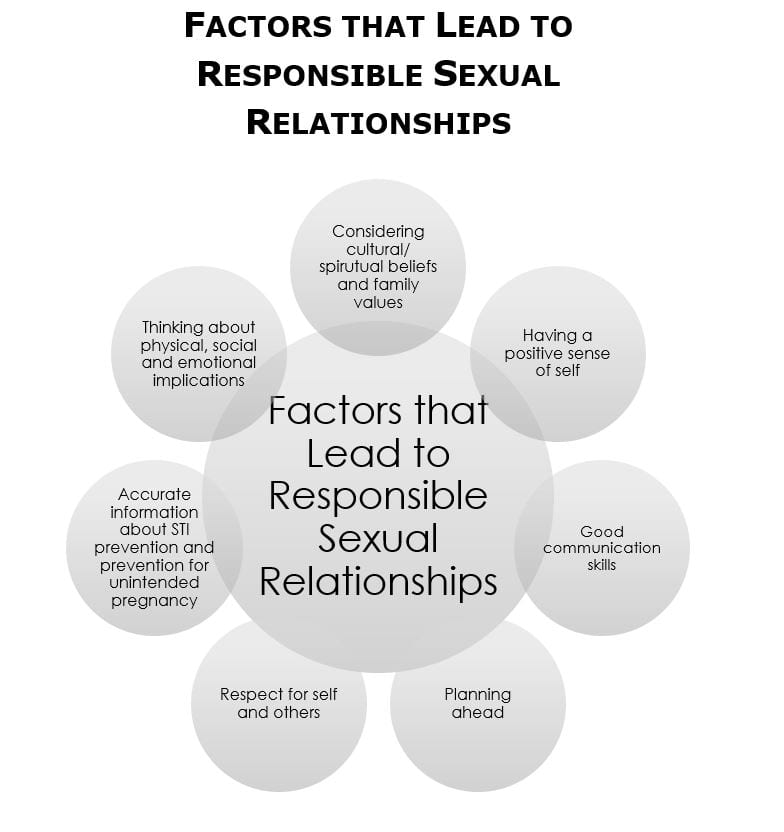 FACTORS THAT LEAD TO
RESPONSIBLE SEXUAL
RELATIONSHIPS
Considering
cultural/
spirutual beliefs
and family
values
Having a
positive sense
of self
Good
communication
skills
Planning
ahead
Respect for self
and others
Accurate
information
about STI
prevention and
prevention for
unintended
pregnancy
Thinking about
physical, social
and emotional
implications
Factors that
Lead to
Responsible
Sexual
Relationships